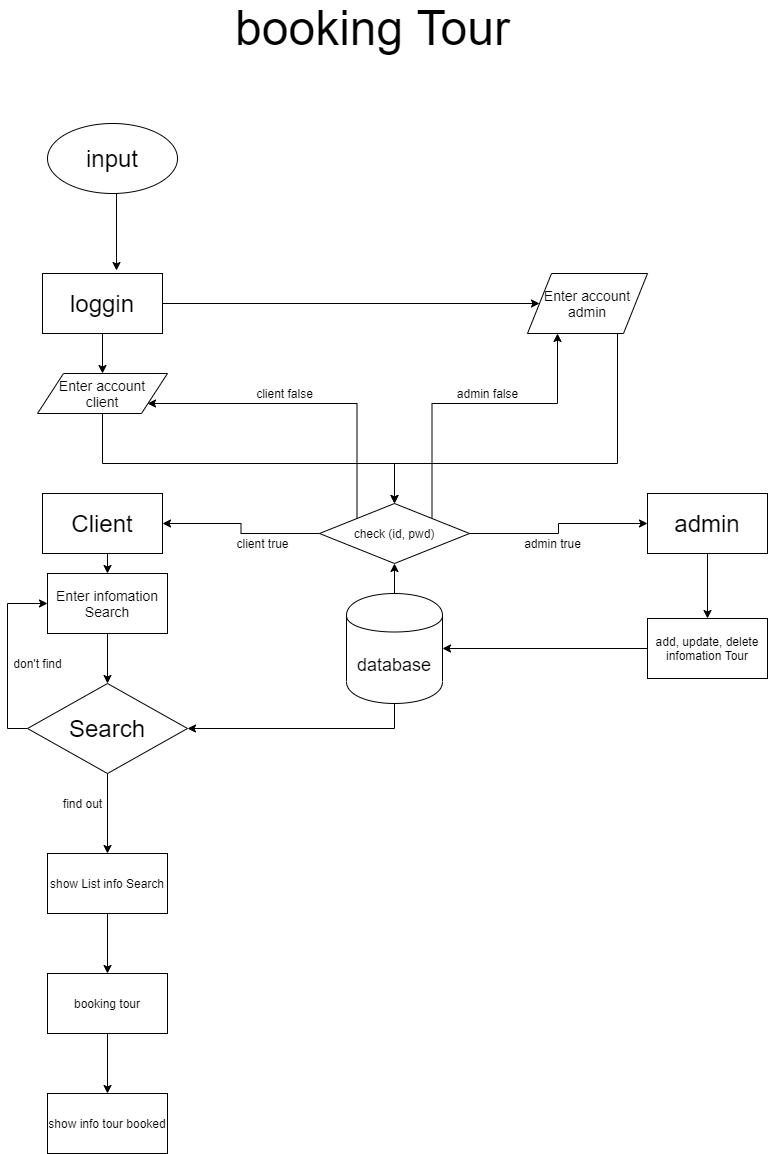 booking Tour
input
loggin
Enter account
admin
Enter account
client
client false
admin false
Client
check (id, pwd)
admin
client true
admin true
Enter infomation
Search
add, update, delete
infomation Tour
don't find
database
Search
find out
show List info Search
booking tour
show info tour booked